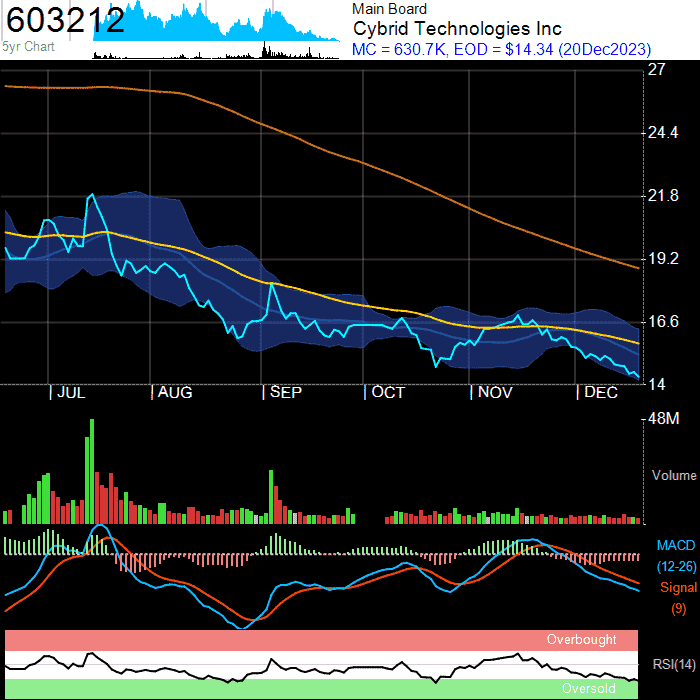 603212
5yr Chart
Main Board
Cybrid Technologies Inc
MC = 630.7K, EOD = $14.34 (20Dec2023)
27
24.4
21.8
19.2
16.6
14
| JUL | AUG | SEP | OCT | NOV | DEC
48M
Volume
MACD
(12-26)
Signal
(9)
Overbought
RSI(14)
Oversold